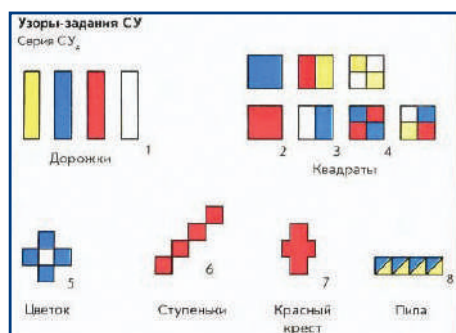 Узоры-задания СУ
Серия СУ₄
Дорожки
1
2
3
4
Квадраты
5
6
7
8
Цветок
Ступеньки
Красный
крест
Пила